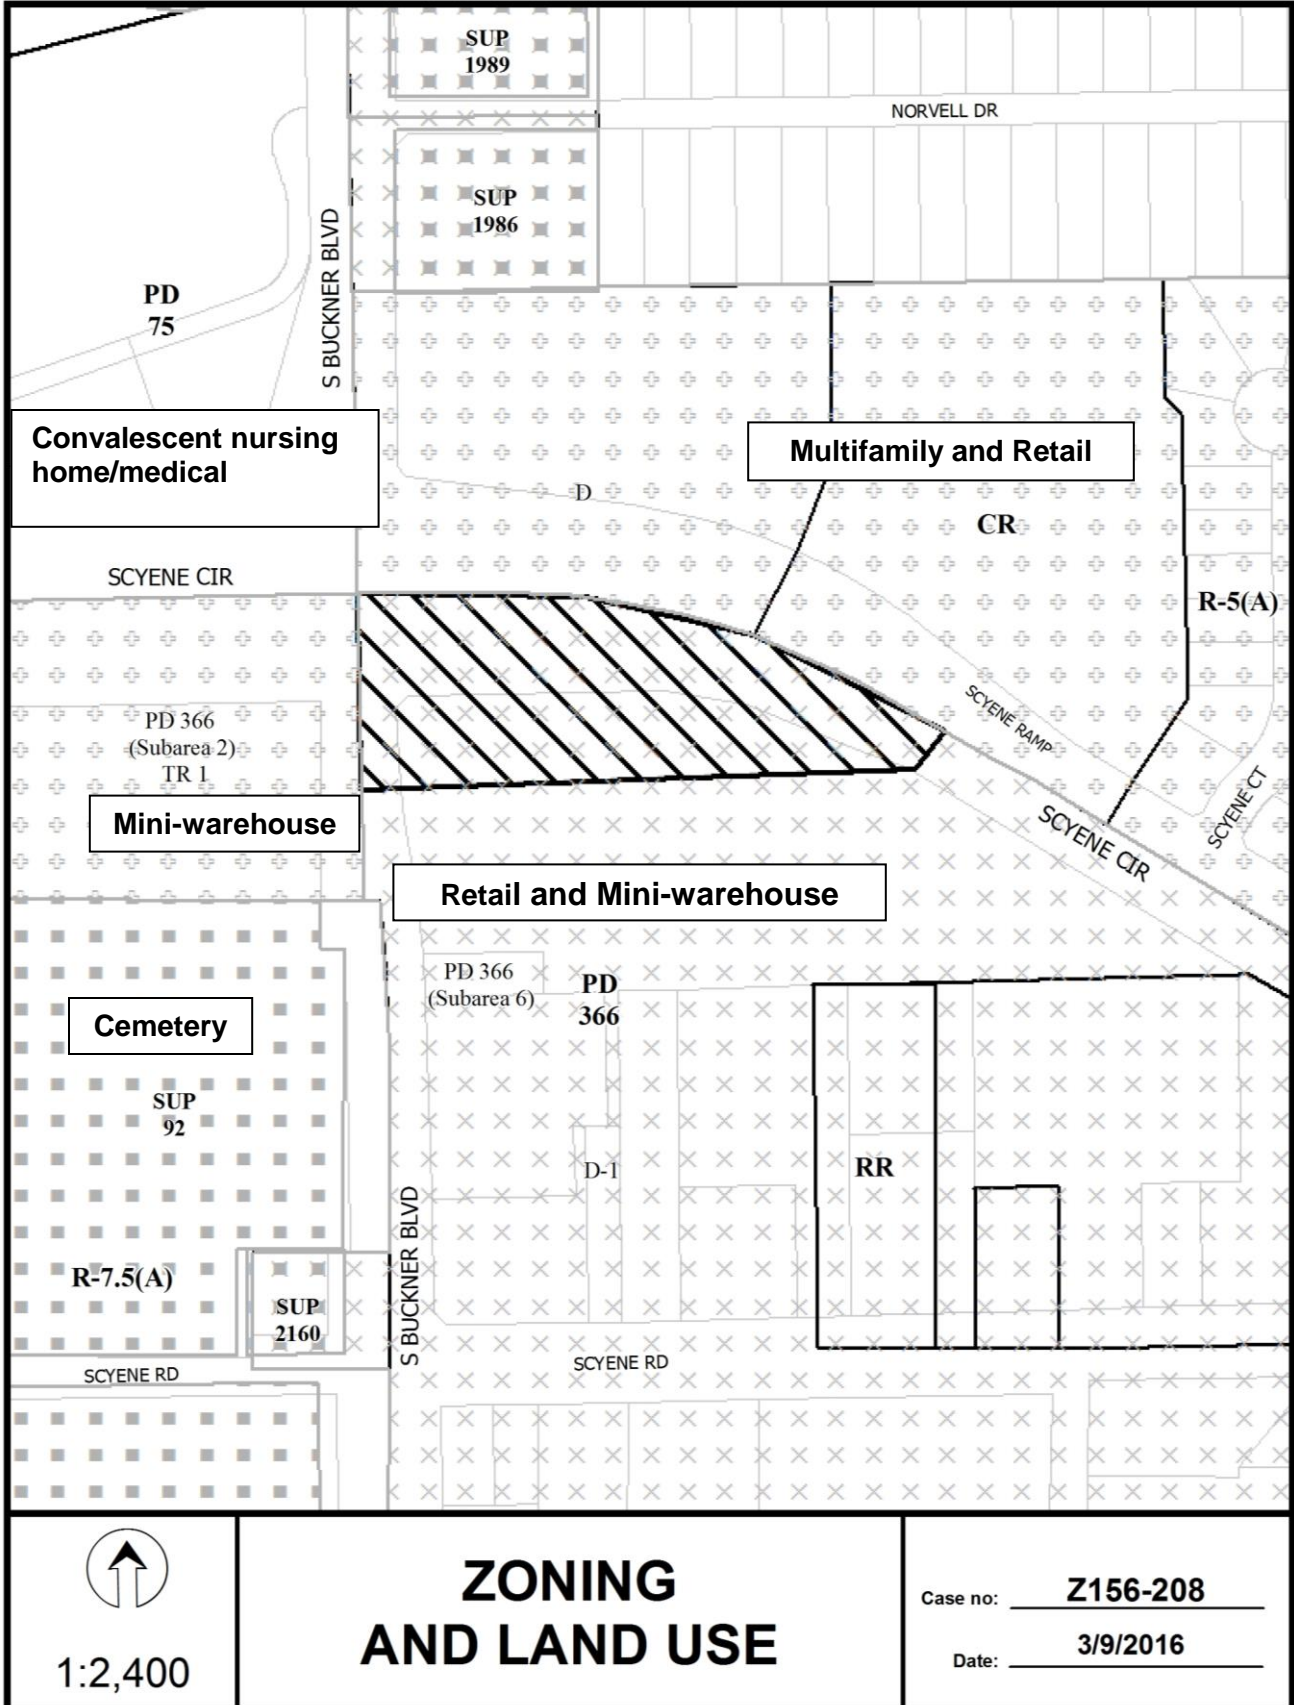 SUP
1989
NORVELL DR
SUP
1986
S BUCKNER BLVD
PD
75
Convalescent nursing
home/medical
Multifamily and Retail
D
CR
SCYENE CIR
R-5(A)
SCYENE RAMP
PD 366
(Subarea 2)
TR 1
SCYENE CT
Mini-warehouse
SCYENE CIR
Retail and Mini-warehouse
PD 366
(Subarea 6)
PD
366
Cemetery
SUP
92
D-1
RR
S BUCKNER BLVD
R-7.5(A)
SUP
2160
SCYENE RD
SCYENE RD
1:2,400
ZONING
AND LAND USE
Case no: Z156-208
Date: 3/9/2016